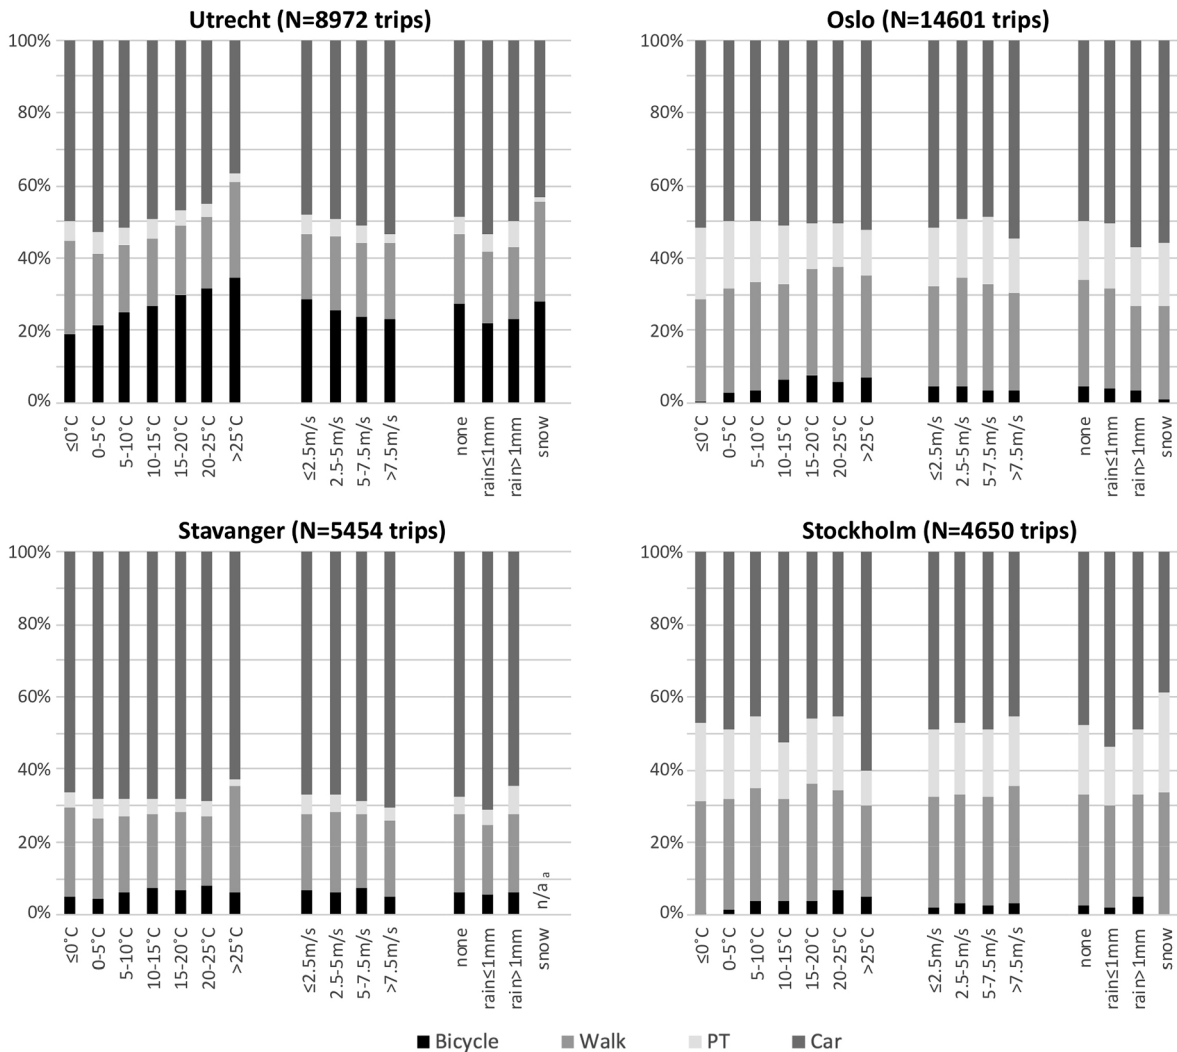 Utrecht (N=8972 trips)
100%
80%
60%
40%
20%
0%
≤0˚C
0-5˚C
5-10˚C
10-15˚C
15-20˚C
20-25˚C
>25˚C
≤2.5m/s
2.5-5m/s
5-7.5m/s
>7.5m/s
none
rain≤1mm
rain>1mm
snow
Oslo (N=14601 trips)
100%
80%
60%
40%
20%
0%
≤0˚C
0-5˚C
5-10˚C
10-15˚C
15-20˚C
20-25˚C
>25˚C
≤2.5m/s
2.5-5m/s
5-7.5m/s
>7.5m/s
none
rain≤1mm
rain>1mm
snow
Stavanger (N=5454 trips)
100%
80%
60%
40%
20%
0%
n/a a
≤0˚C
0-5˚C
5-10˚C
10-15˚C
15-20˚C
20-25˚C
>25˚C
≤2.5m/s
2.5-5m/s
5-7.5m/s
>7.5m/s
none
rain≤1mm
rain>1mm
snow
Stockholm (N=4650 trips)
100%
80%
60%
40%
20%
0%
≤0˚C
0-5˚C
5-10˚C
10-15˚C
15-20˚C
20-25˚C
>25˚C
≤2.5m/s
2.5-5m/s
5-7.5m/s
>7.5m/s
none
rain≤1mm
rain>1mm
snow
Bicycle Walk PT Car